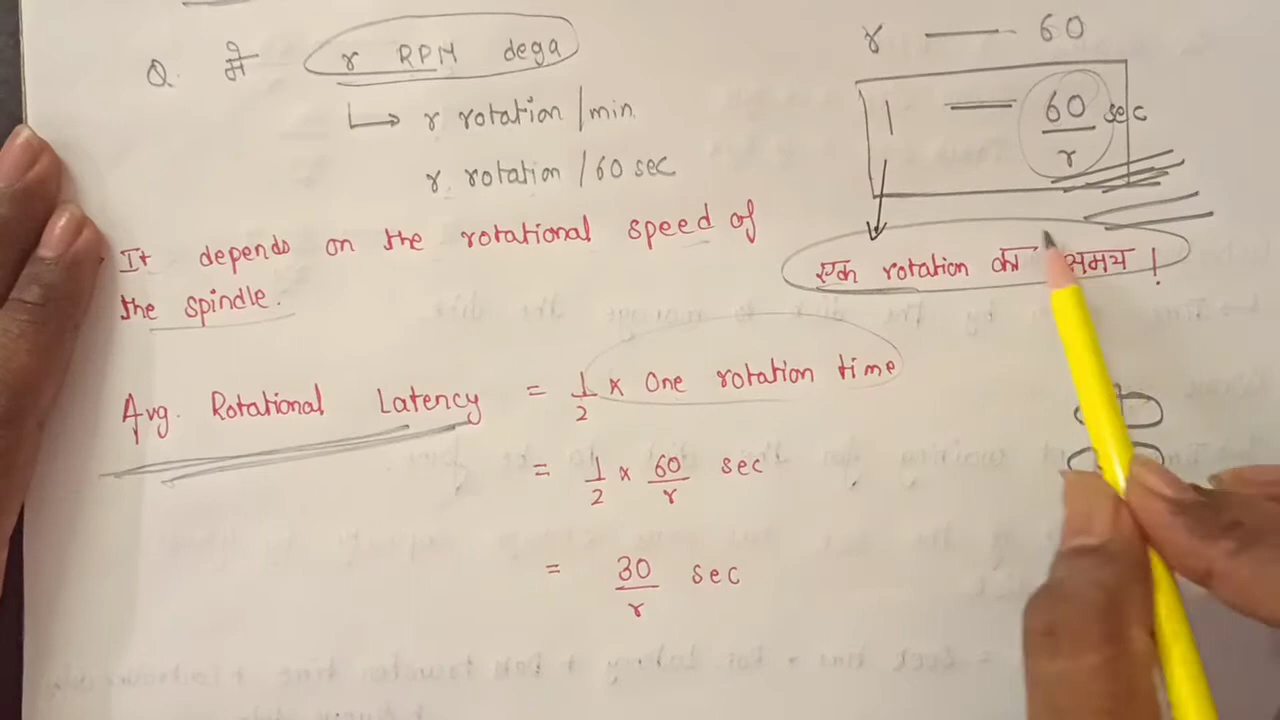 Q. में r RPM dega
↳ r rotation/min.
r rotation/60 sec
r — 60
1 — 60/r sec
एक rotation का समय !
It depends on the rotational speed of
the spindle.
Avg. Rotational Latency = 1/2 × One rotation time
= 1/2 × 60/r sec
= 30/r sec